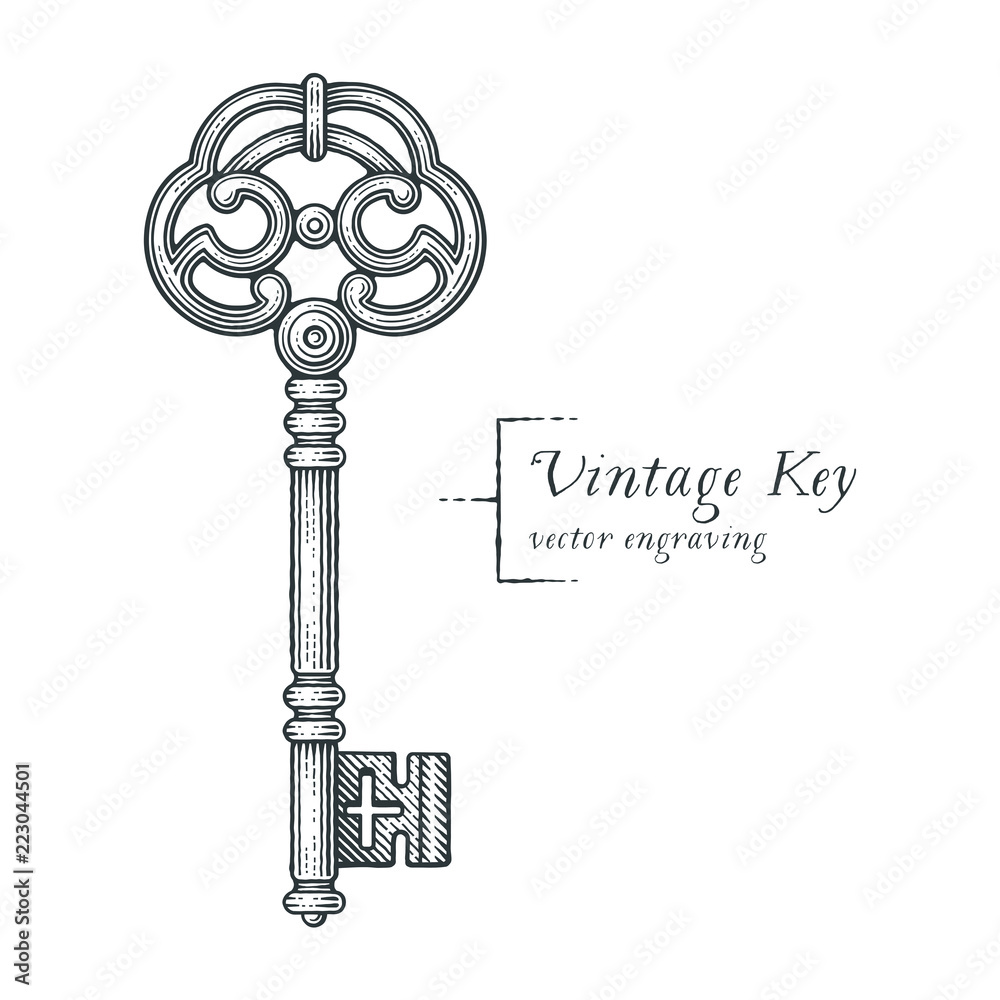 Vintage Key
vector engraving
Adobe Stock | #223044501